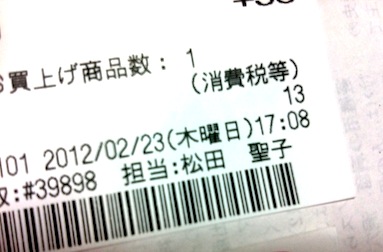 買上げ商品数: 1
(消費税等)
13
101 2012/02/23(木曜日)17:08
:#39898 担当:松田 聖子